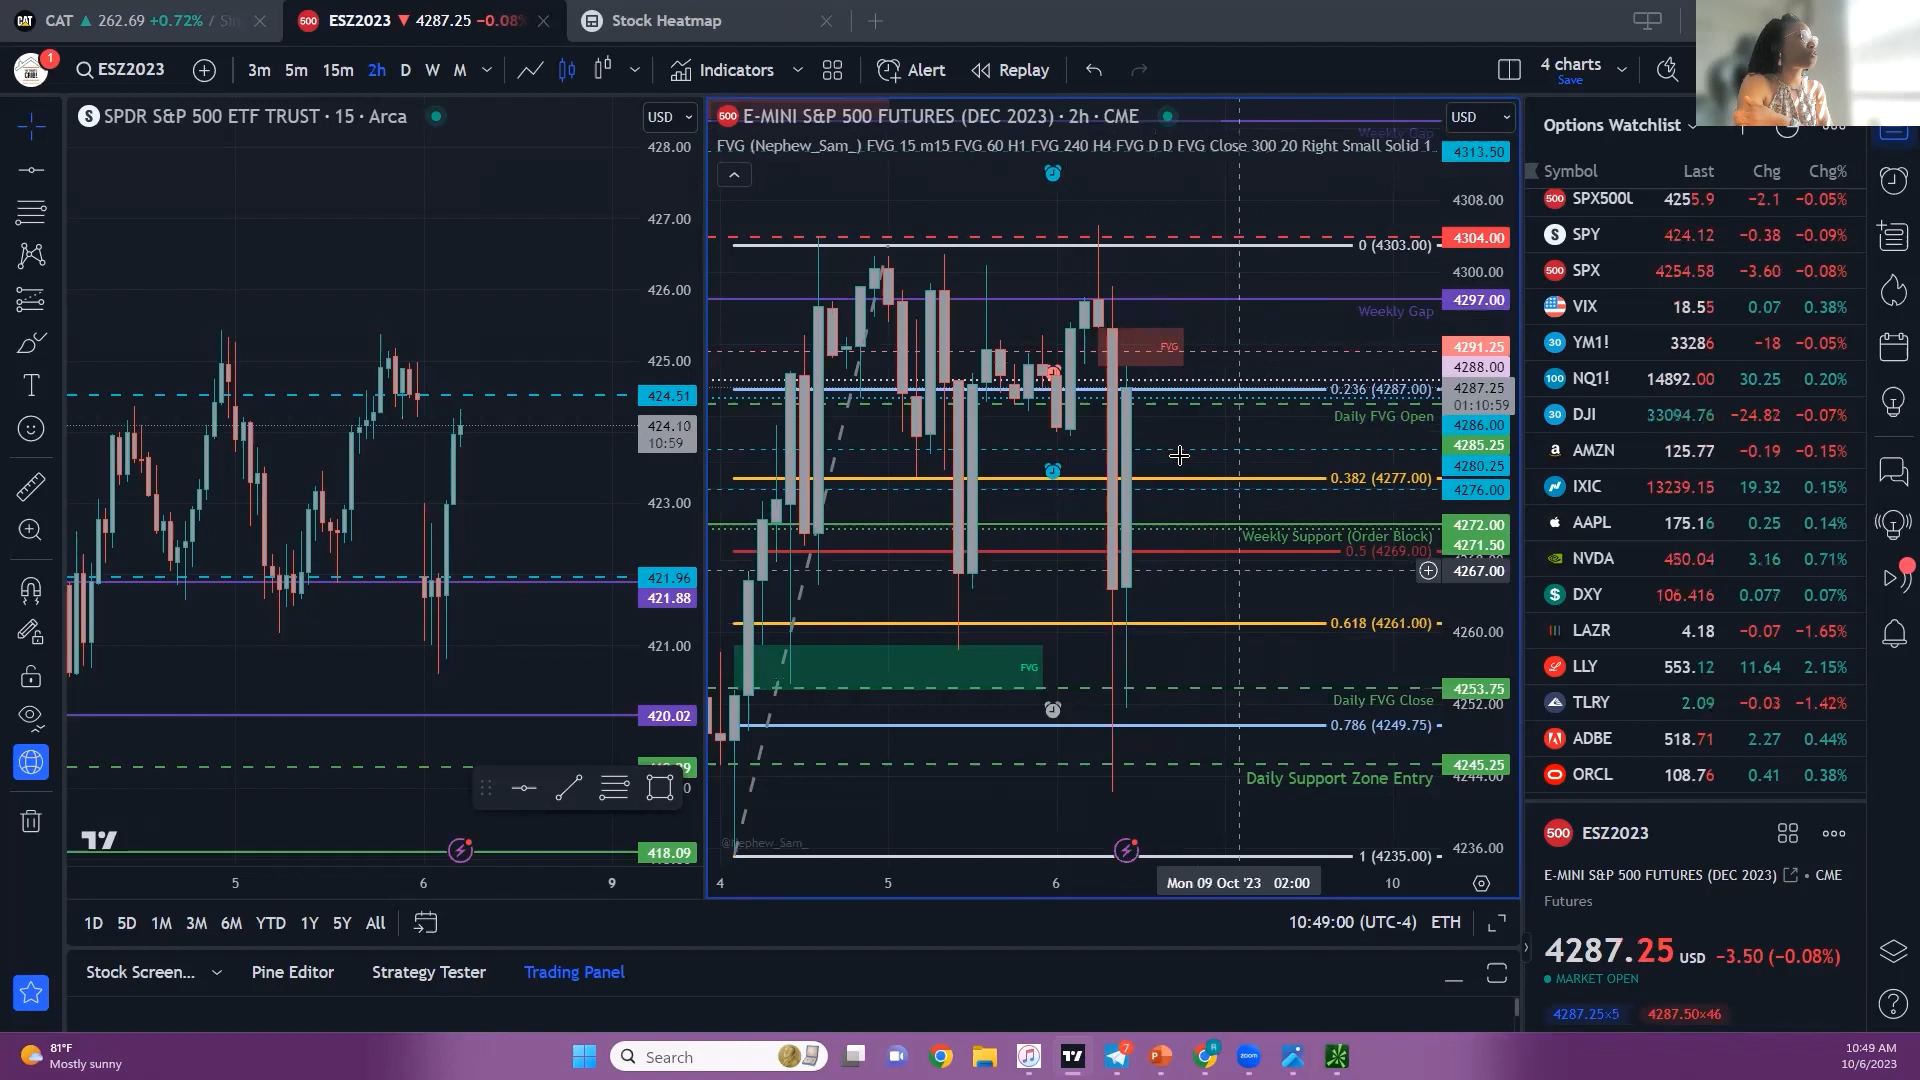 CAT 262.69 +0.72% /
500 ESZ2023 4287.25 −0.08%
Stock Heatmap
1
ESZ2023
3m 5m 15m 2h D W M
Indicators
Alert
Replay
4 charts
Save
S SPDR S&P 500 ETF TRUST · 15 · Arca
USD
428.00
427.00
426.00
425.00
424.51
424.10
10:59
423.00
421.96
421.88
421.00
420.02
418.09
5 6 9
500 E-MINI S&P 500 FUTURES (DEC 2023) · 2h · CME
USD
FVG (Nephew_Sam_) FVG 15 m15 FVG 60 H1 FVG 240 H4 FVG D D FVG Close 300 20 Right Small Solid 1
Weekly Gap
4313.50
4308.00
0 (4303.00)
4304.00
4300.00
4297.00
Weekly Gap
FVG
4291.25
4288.00
0.236 (4287.00)
4287.25
01:10:59
Daily FVG Open
4286.00
4285.25
4280.25
0.382 (4277.00)
4276.00
4272.00
Weekly Support (Order Block)
4271.50
0.5 (4269.00)
4267.00
0.618 (4261.00)
4260.00
FVG
4253.75
Daily FVG Close
4252.00
0.786 (4249.75)
4245.25
Daily Support Zone Entry
4244.00
@Nephew_Sam_
1 (4235.00)
4236.00
4 5 6 Mon 09 Oct '23 02:00 10
1D 5D 1M 3M 6M YTD 1Y 5Y All
10:49:00 (UTC-4) ETH
Stock Screen... Pine Editor Strategy Tester Trading Panel
Options Watchlist
Symbol Last Chg Chg%
500 SPX500U 4255.9 −2.1 −0.05%
S SPY 424.12 −0.38 −0.09%
500 SPX 4254.58 −3.60 −0.08%
VIX 18.55 0.07 0.38%
30 YM1! 33286 −18 −0.05%
100 NQ1! 14892.00 30.25 0.20%
30 DJI 33094.76 −24.82 −0.07%
a AMZN 125.77 −0.19 −0.15%
IXIC 13239.15 19.32 0.15%
AAPL 175.16 0.25 0.14%
NVDA 450.04 3.16 0.71%
$ DXY 106.416 0.077 0.07%
LAZR 4.18 −0.07 −1.65%
LLY 553.12 11.64 2.15%
TLRY 2.09 −0.03 −1.42%
ADBE 518.71 2.27 0.44%
ORCL 108.76 0.41 0.38%
500 ESZ2023
E-MINI S&P 500 FUTURES (DEC 2023) • CME
Futures
4287.25 USD −3.50 (−0.08%)
MARKET OPEN
4287.25×5 4287.50×46
81°F
Mostly sunny
Search
7
zoom
10:49 AM
10/6/2023